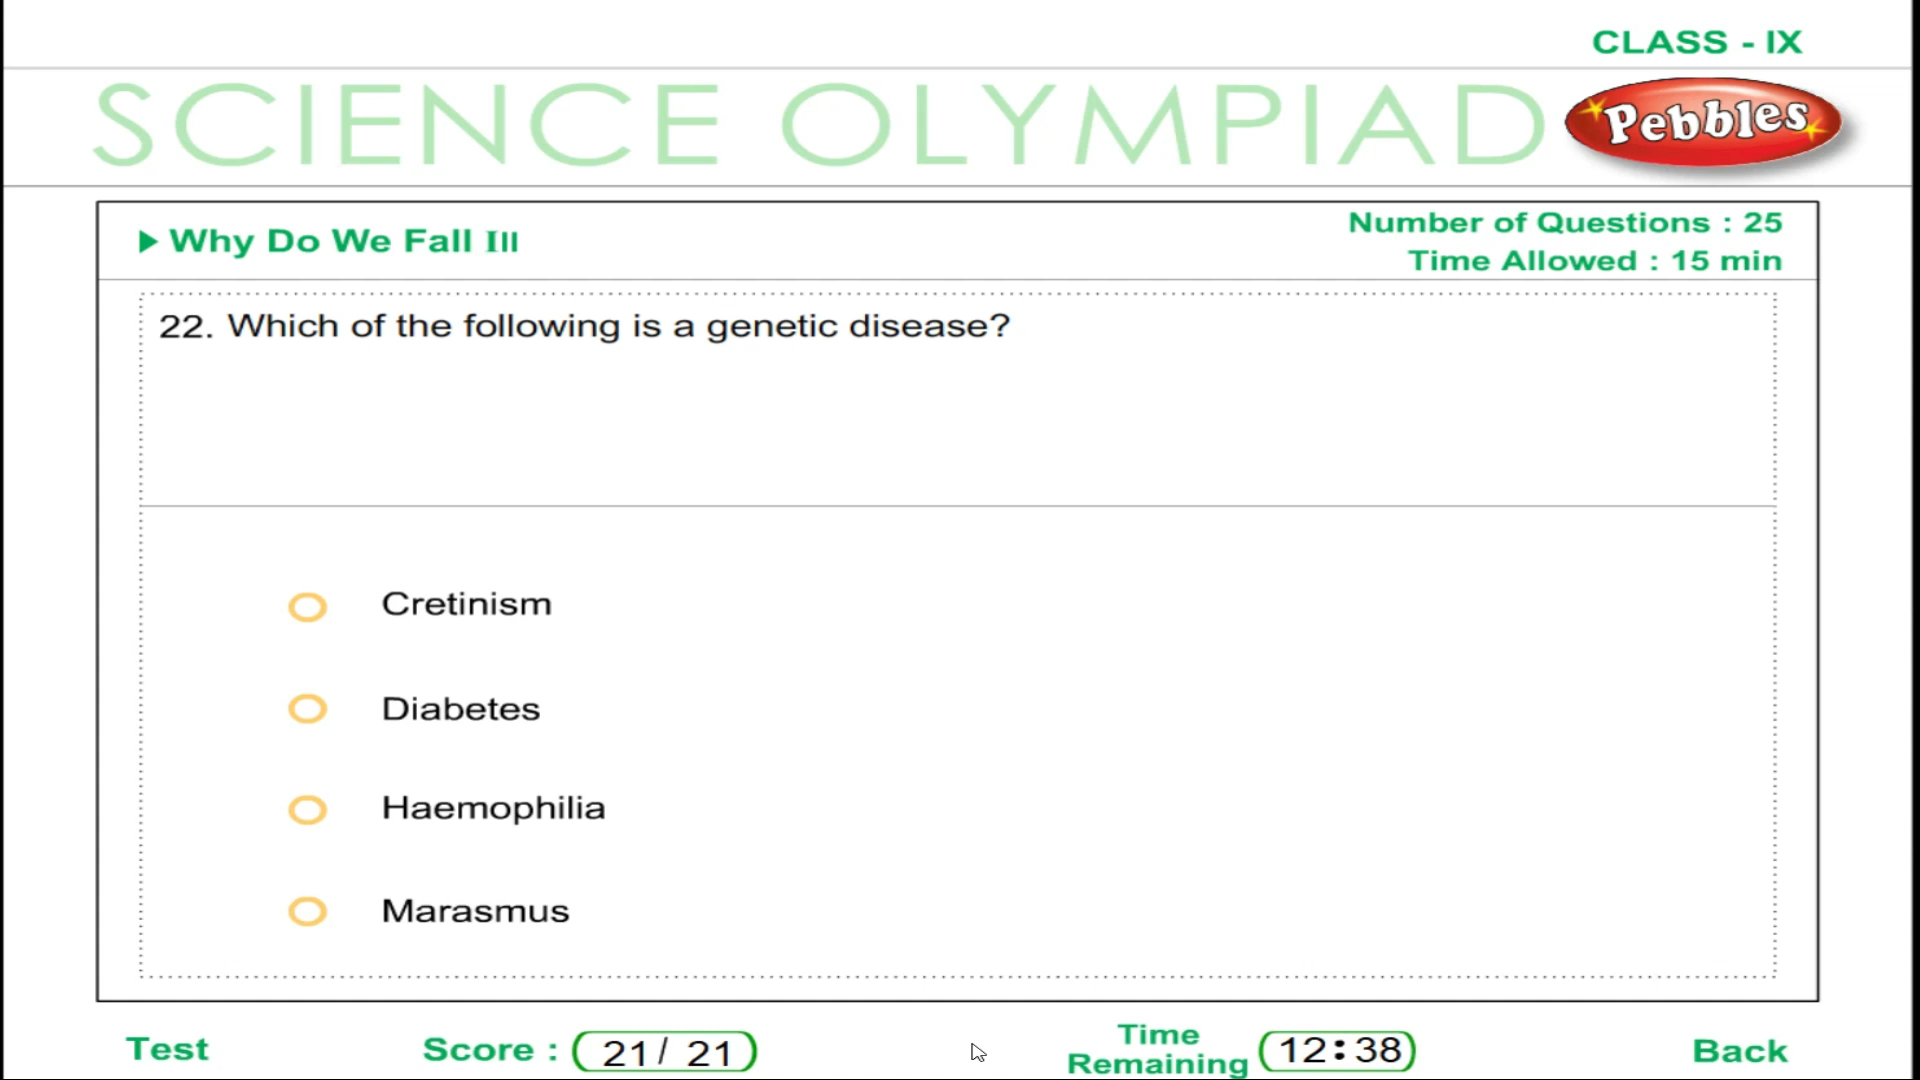 CLASS - IX
SCIENCE OLYMPIAD
Pebbles
Why Do We Fall Ill
Number of Questions : 25
Time Allowed : 15 min
22. Which of the following is a genetic disease?
Cretinism
Diabetes
Haemophilia
Marasmus
Test
Score : 21 / 21
Time
Remaining
12:38
Back